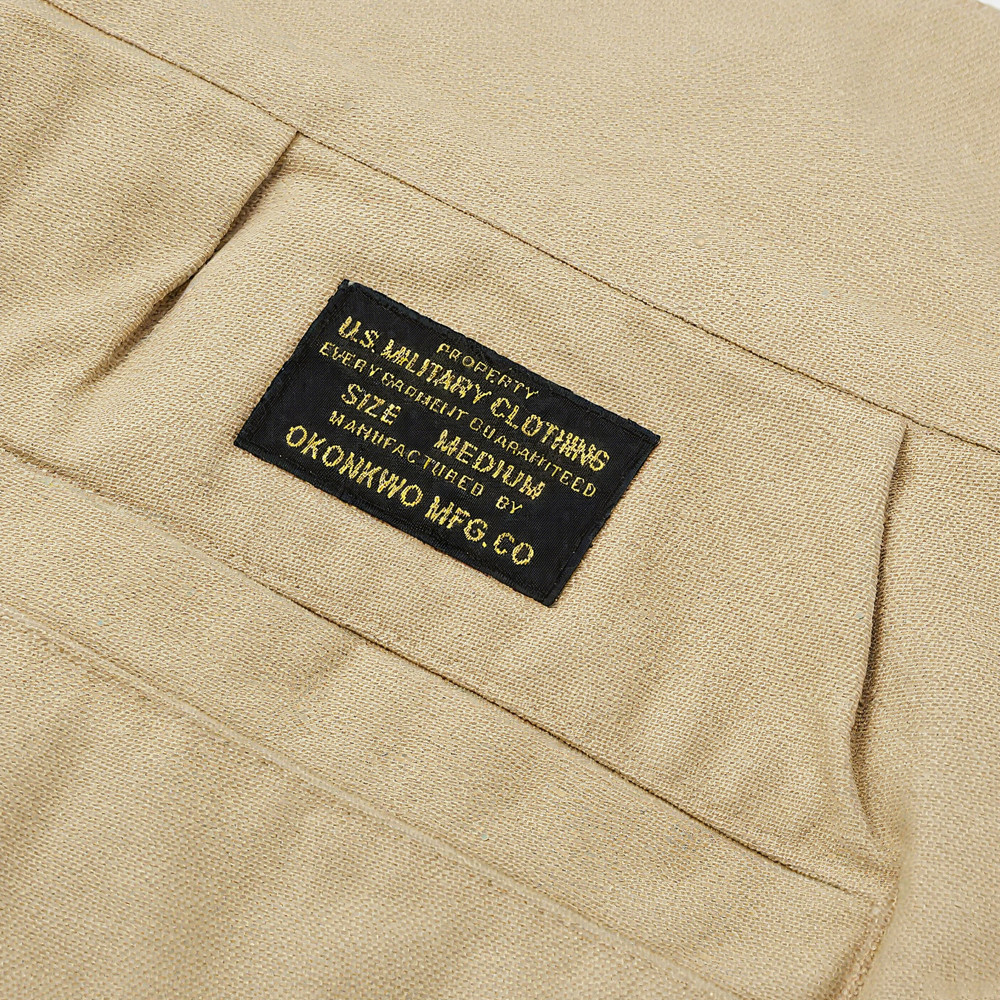 PROPERTY
U.S. MILITARY CLOTHING
EVERY GARMENT GUARANTEED
SIZE MEDIUM
MANUFACTURED BY
OKONKWO MFG.CO